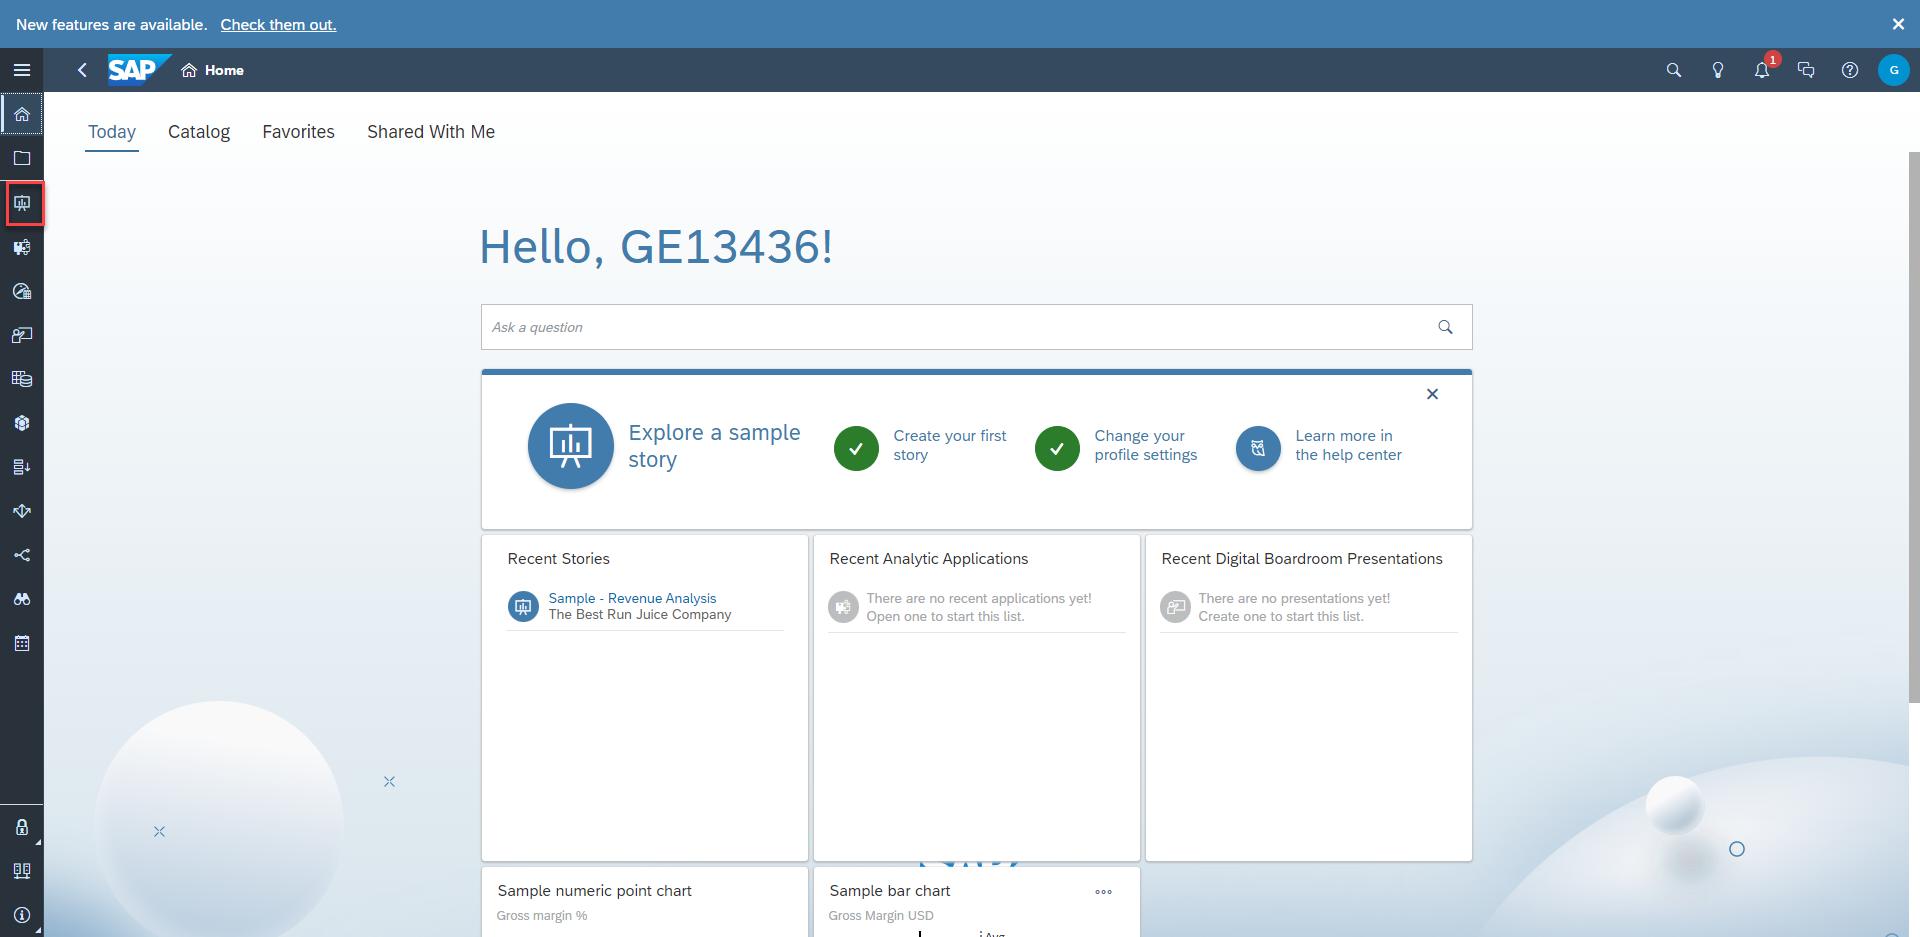 New features are available. Check them out.
SAP Home
1
G
Today Catalog Favorites Shared With Me
Hello, GE13436!
Ask a question
Explore a sample
story
Create your first
story
Change your
profile settings
Learn more in
the help center
Recent Stories
Sample - Revenue Analysis
The Best Run Juice Company
Recent Analytic Applications
There are no recent applications yet!
Open one to start this list.
Recent Digital Boardroom Presentations
There are no presentations yet!
Create one to start this list.
Sample numeric point chart
Gross margin %
Sample bar chart
Gross Margin USD